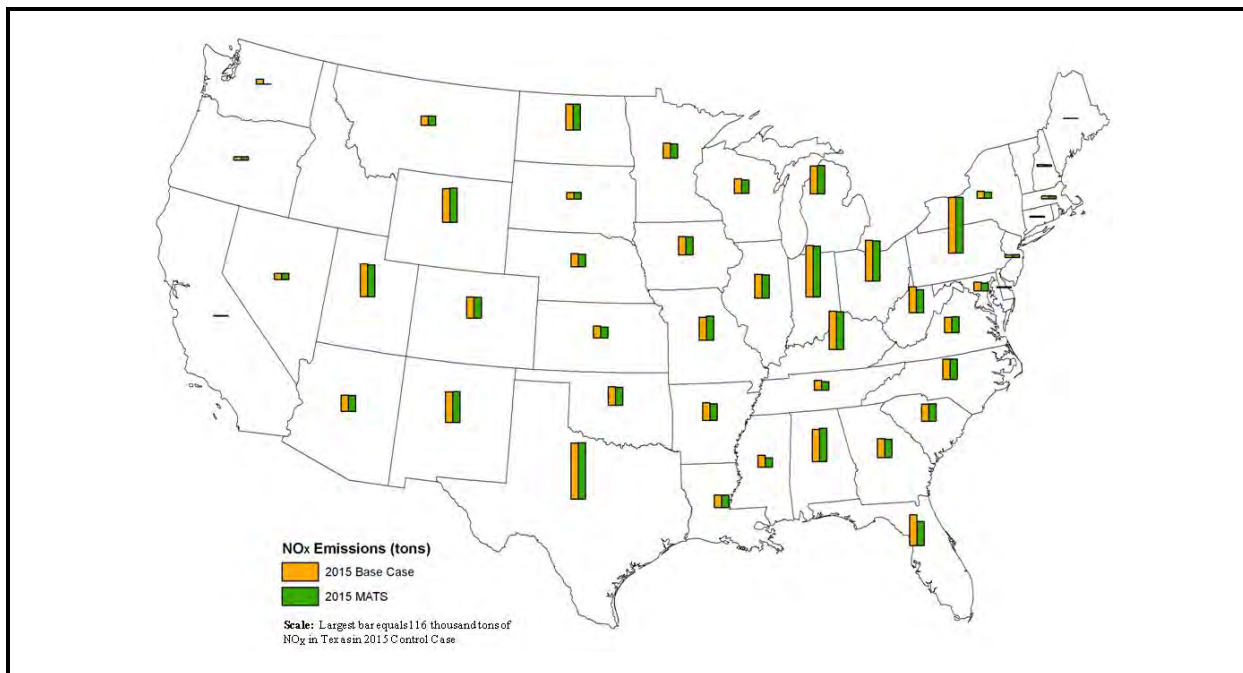 NOx Emissions (tons)
2015 Base Case
2015 MATS
Scale: Largest bar equals 116 thousand tons of
NOX in Texas in 2015 Control Case